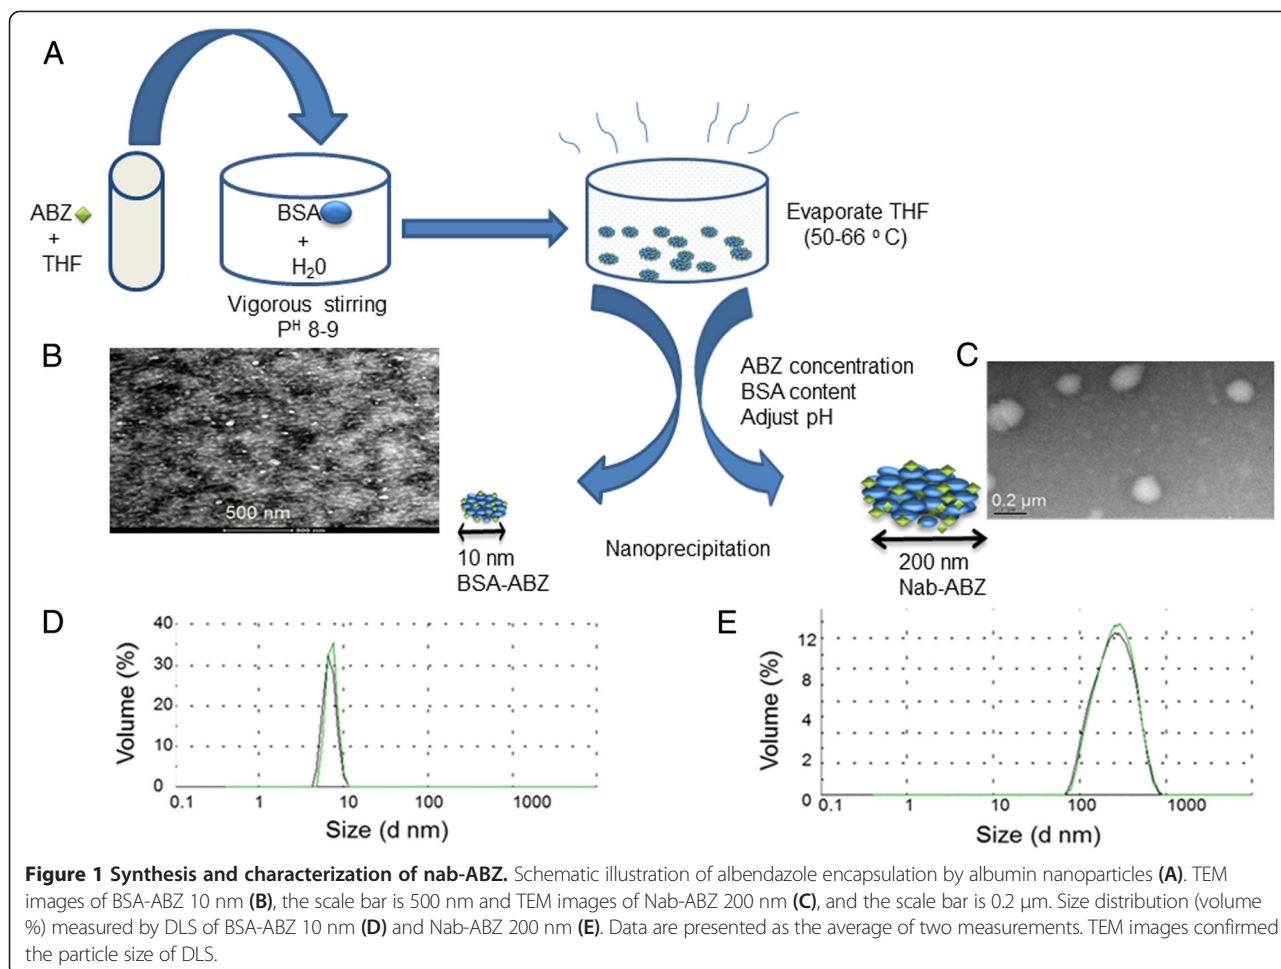 A
ABZ
+
THF
BSA
+
H₂0
Vigorous stirring
Pᴴ 8-9
Evaporate THF
(50-66 ⁰ C)
B
500 nm
500 nm
ABZ concentration
BSA content
Adjust pH
C
0.2 µm
10 nm
BSA-ABZ
Nanoprecipitation
200 nm
Nab-ABZ
D
Volume (%)
40
30
20
10
0
0.1 1 10 100 1000
Size (d nm)
E
Volume (%)
12
8
4
2
0
0.1 1 10 100 1000
Size (d nm)
Figure 1 Synthesis and characterization of nab-ABZ. Schematic illustration of albendazole encapsulation by albumin nanoparticles (A). TEM
images of BSA-ABZ 10 nm (B), the scale bar is 500 nm and TEM images of Nab-ABZ 200 nm (C), and the scale bar is 0.2 µm. Size distribution (volume
%) measured by DLS of BSA-ABZ 10 nm (D) and Nab-ABZ 200 nm (E). Data are presented as the average of two measurements. TEM images confirmed
the particle size of DLS.